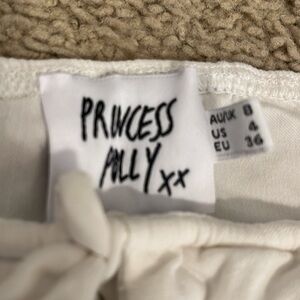 PRINCESS
POLLY xx
AU/UK 8
US 4
EU 36